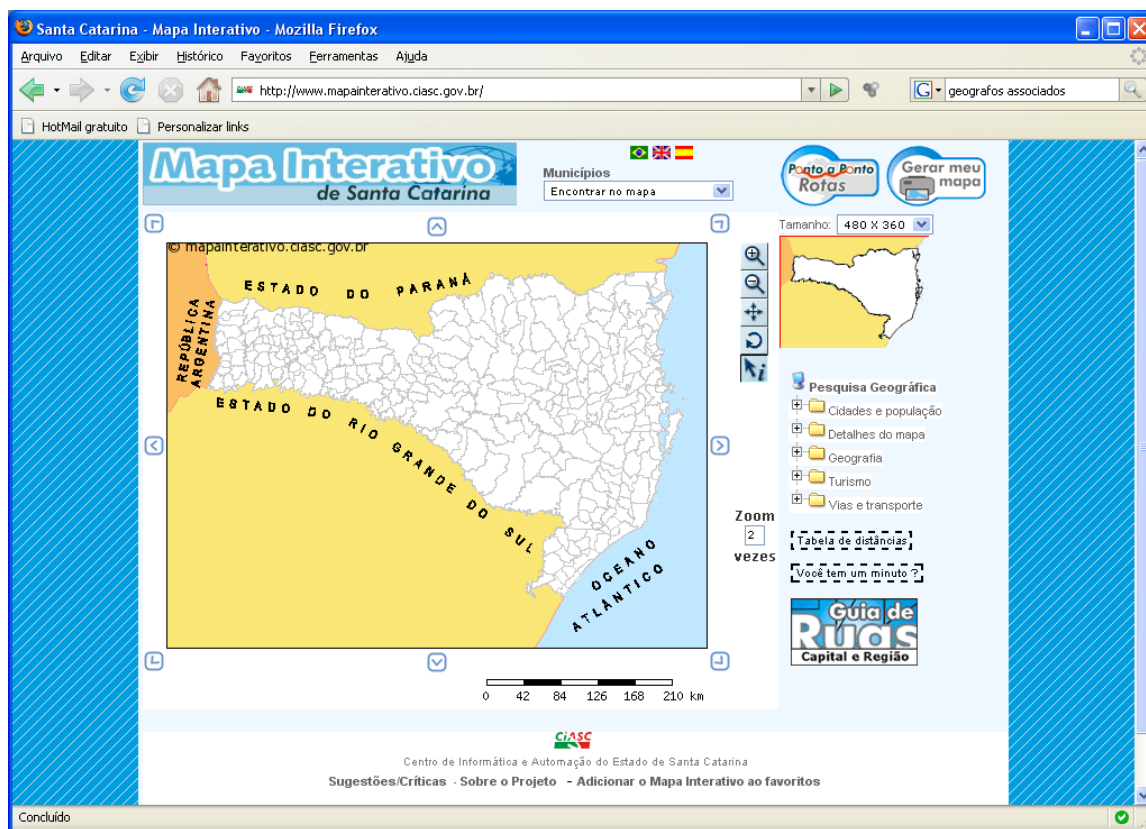 Santa Catarina - Mapa Interativo - Mozilla Firefox
Arquivo Editar Exibir Histórico Favoritos Ferramentas Ajuda
http://www.mapainterativo.ciasc.gov.br/
G geografos associados
HotMail gratuito Personalizar links
Mapa Interativo
de Santa Catarina
Municípios
Encontrar no mapa
Ponto a Ponto
Rotas
Gerar meu
mapa
Tamanho: 480 X 360
© mapainterativo.ciasc.gov.br
ESTADO DO PARANÁ
REPÚBLICA
ARGENTINA
ESTADO DO RIO GRANDE DO SUL
OCEANO
ATLÂNTICO
i
Zoom
2
vezes
0 42 84 126 168 210 km
Pesquisa Geográfica
Cidades e população
Detalhes do mapa
Geografia
Turismo
Vias e transporte
Tabela de distâncias
Você tem um minuto ?
Guia de
Ruas
Capital e Região
CIASC
Centro de Informática e Automação do Estado de Santa Catarina
Sugestões/Críticas - Sobre o Projeto - Adicionar o Mapa Interativo ao favoritos
Concluído